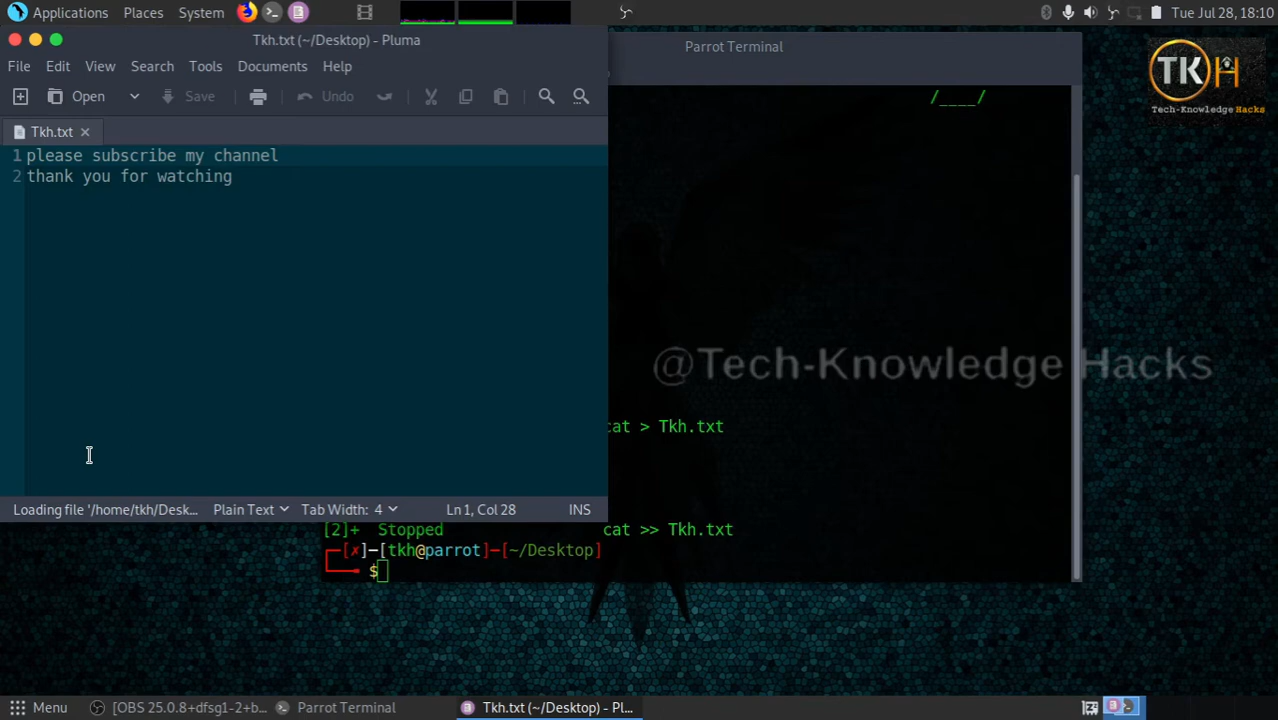 Applications Places System
Tue Jul 28, 18:10
Tkh.txt (~/Desktop) - Pluma
File Edit View Search Tools Documents Help
Open Save Undo
Tkh.txt
1 please subscribe my channel
2 thank you for watching
Loading file '/home/tkh/Desk... Plain Text Tab Width: 4 Ln 1, Col 28 INS
Parrot Terminal
/____/
cat > Tkh.txt
[2]+ Stopped cat >> Tkh.txt
[✗]─[tkh@parrot]─[~/Desktop]
$
TKH
Tech-Knowledge Hacks
@Tech-Knowledge Hacks
Menu [OBS 25.0.8+dfsg1-2+b... Parrot Terminal Tkh.txt (~/Desktop) - Pl...